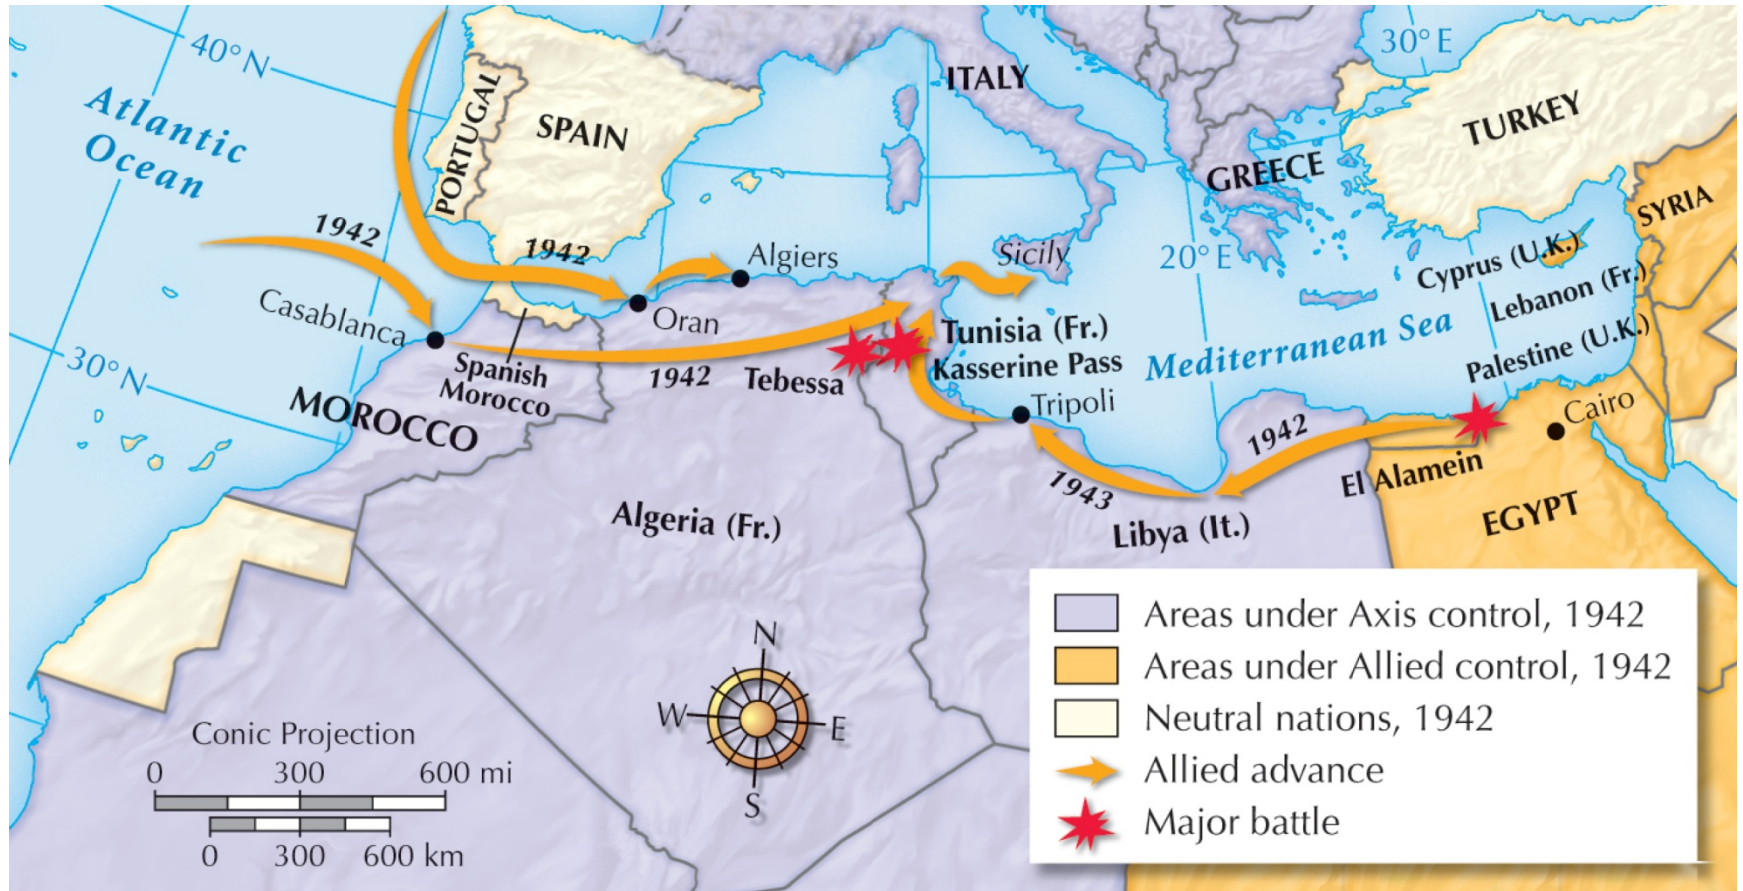 40°N
Atlantic
Ocean
PORTUGAL
SPAIN
ITALY
30°E
TURKEY
GREECE
SYRIA
1942
1942
Algiers
Sicily
20°E
Cyprus (U.K.)
Lebanon (Fr.)
Casablanca
Oran
Tunisia (Fr.)
Kasserine Pass
Mediterranean Sea
Palestine (U.K.)
30°N
Spanish
Morocco
1942
Tebessa
Tripoli
Cairo
MOROCCO
1942
El Alamein
1943
Algeria (Fr.)
Libya (It.)
EGYPT
N
W
E
S
Conic Projection
0 300 600 mi
0 300 600 km
Areas under Axis control, 1942
Areas under Allied control, 1942
Neutral nations, 1942
Allied advance
Major battle